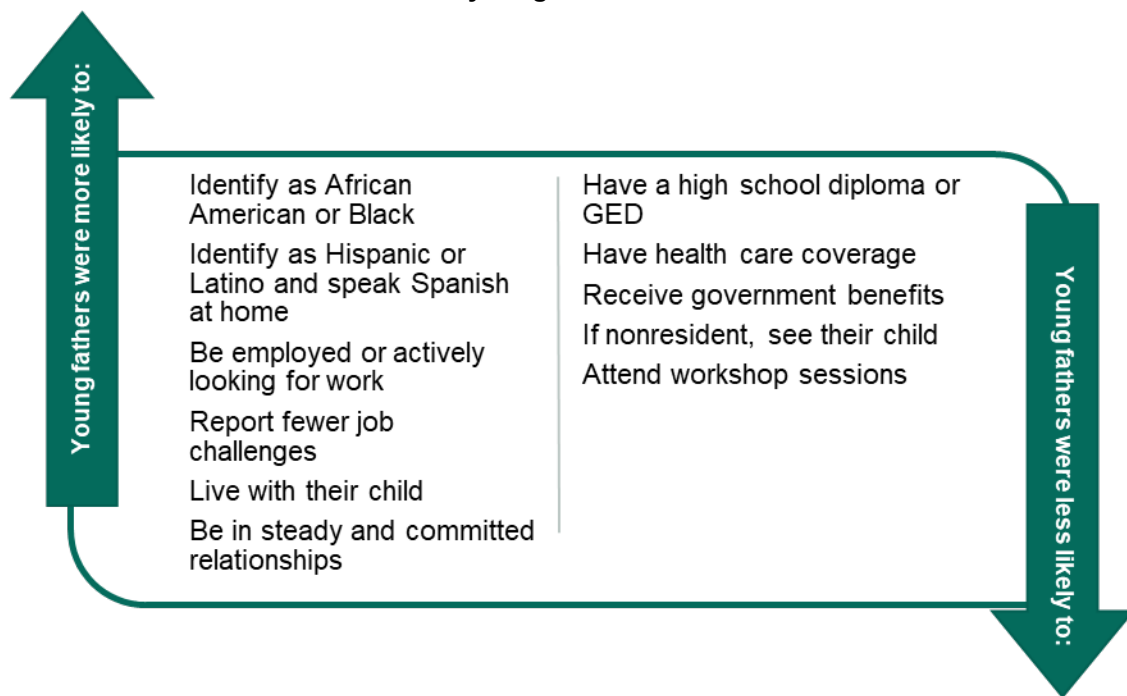 Young fathers were more likely to:
Identify as African
American or Black
Identify as Hispanic or
Latino and speak Spanish
at home
Be employed or actively
looking for work
Report fewer job
challenges
Live with their child
Be in steady and committed
relationships
Have a high school diploma or
GED
Have health care coverage
Receive government benefits
If nonresident, see their child
Attend workshop sessions
Young fathers were less likely to: